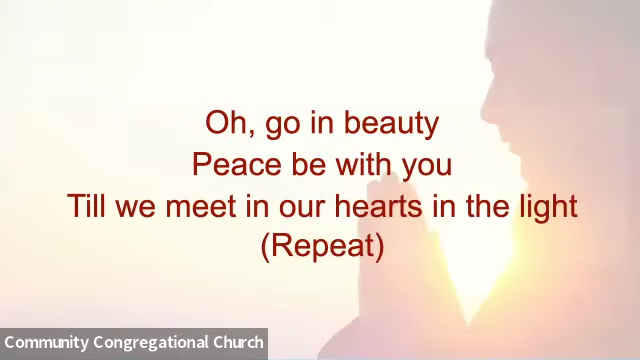 Oh, go in beauty
Peace be with you
Till we meet in our hearts in the light
(Repeat)
Community Congregational Church